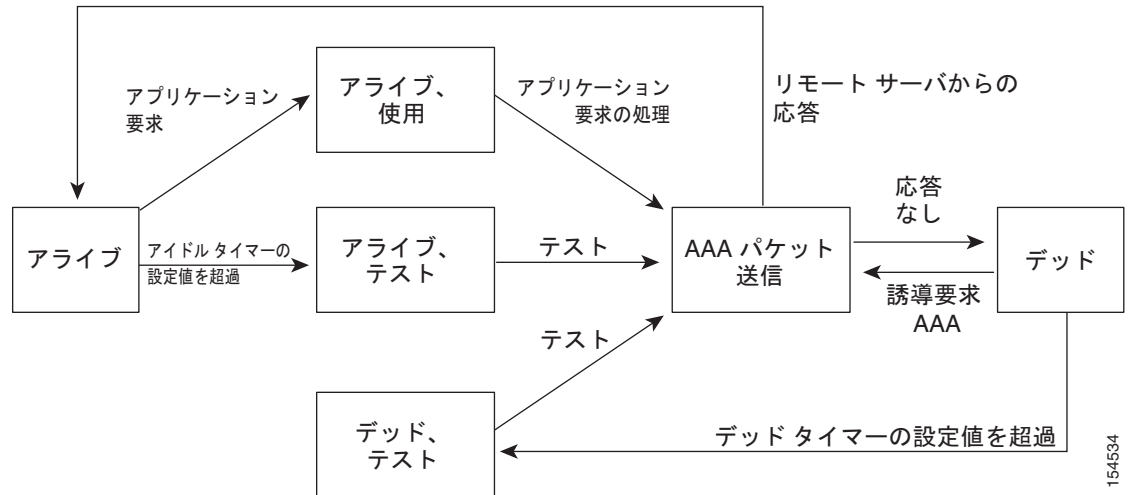 アプリケーション
要求
アライブ、
使用
アプリケーション
要求の処理
リモート サーバからの
応答
アライブ
アイドル タイマーの
設定値を超過
アライブ、
テスト
テスト
AAA パケット
送信
応答
なし
誘導要求
AAA
デッド
テスト
デッド、
テスト
デッド タイマーの設定値を超過
154534